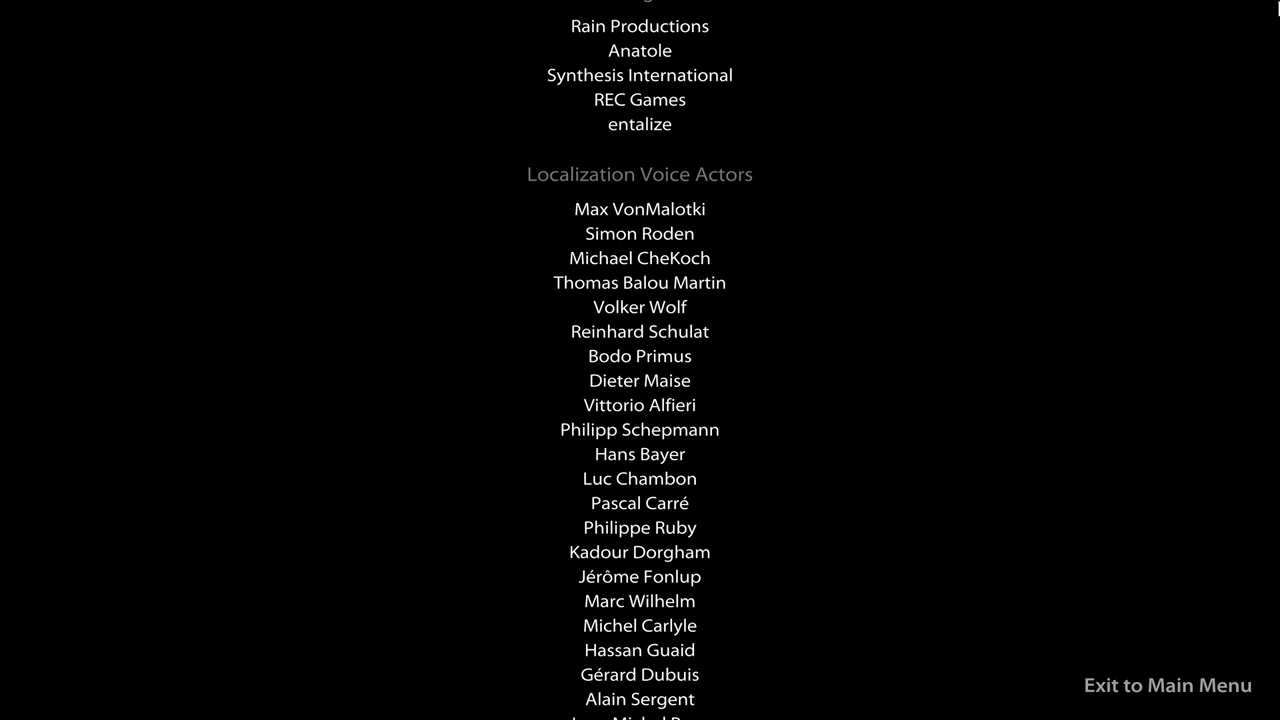 Rain Productions
Anatole
Synthesis International
REC Games
entalize
Localization Voice Actors
Max VonMalotki
Simon Roden
Michael CheKoch
Thomas Balou Martin
Volker Wolf
Reinhard Schulat
Bodo Primus
Dieter Maise
Vittorio Alfieri
Philipp Schepmann
Hans Bayer
Luc Chambon
Pascal Carré
Philippe Ruby
Kadour Dorgham
Jérôme Fonlup
Marc Wilhelm
Michel Carlyle
Hassan Guaid
Gérard Dubuis
Alain Sergent
Exit to Main Menu